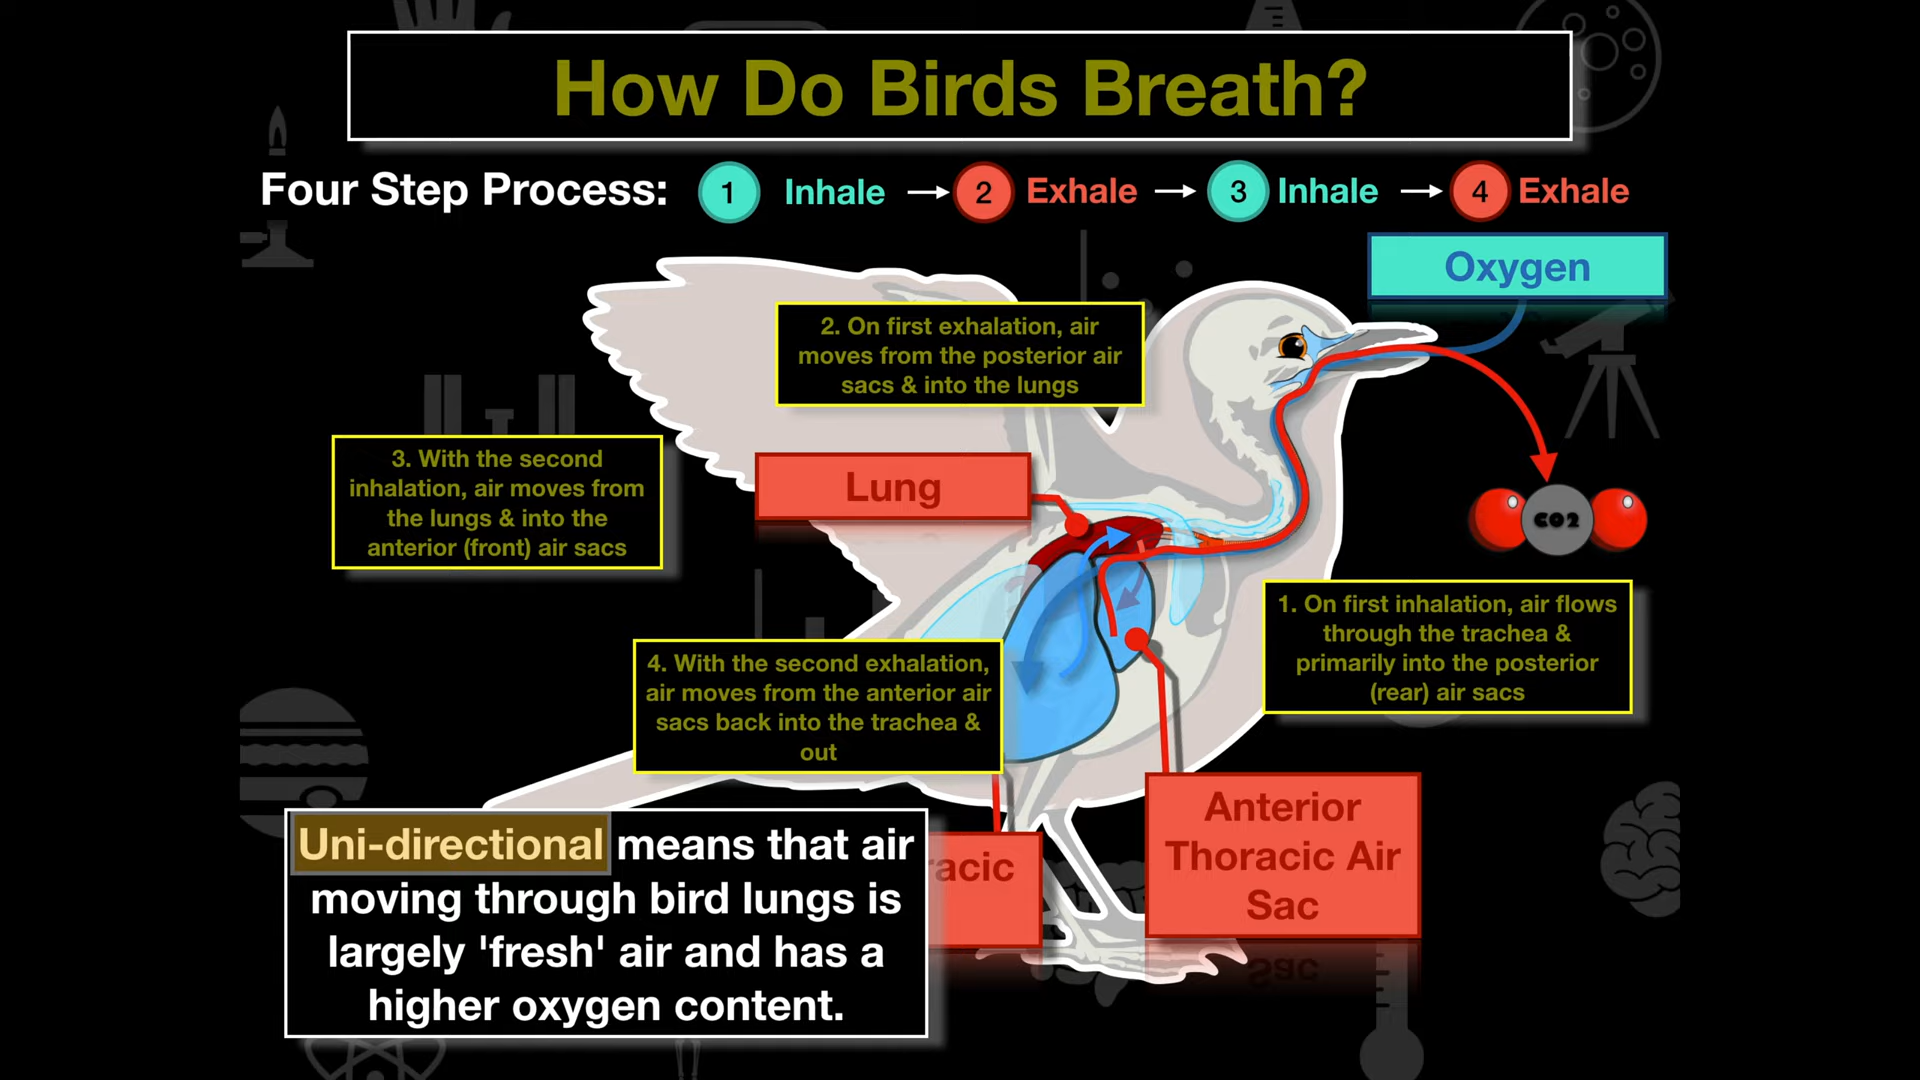 How Do Birds Breath?
Four Step Process: 1 Inhale 2 Exhale 3 Inhale 4 Exhale
Oxygen
2. On first exhalation, air
moves from the posterior air
sacs & into the lungs
3. With the second
inhalation, air moves from
the lungs & into the
anterior (front) air sacs
Lung
CO2
1. On first inhalation, air flows
through the trachea &
primarily into the posterior
(rear) air sacs
4. With the second exhalation,
air moves from the anterior air
sacs back into the trachea &
out
Uni-directional means that air
moving through bird lungs is
largely 'fresh' air and has a
higher oxygen content.
racic
Anterior
Thoracic Air
Sac